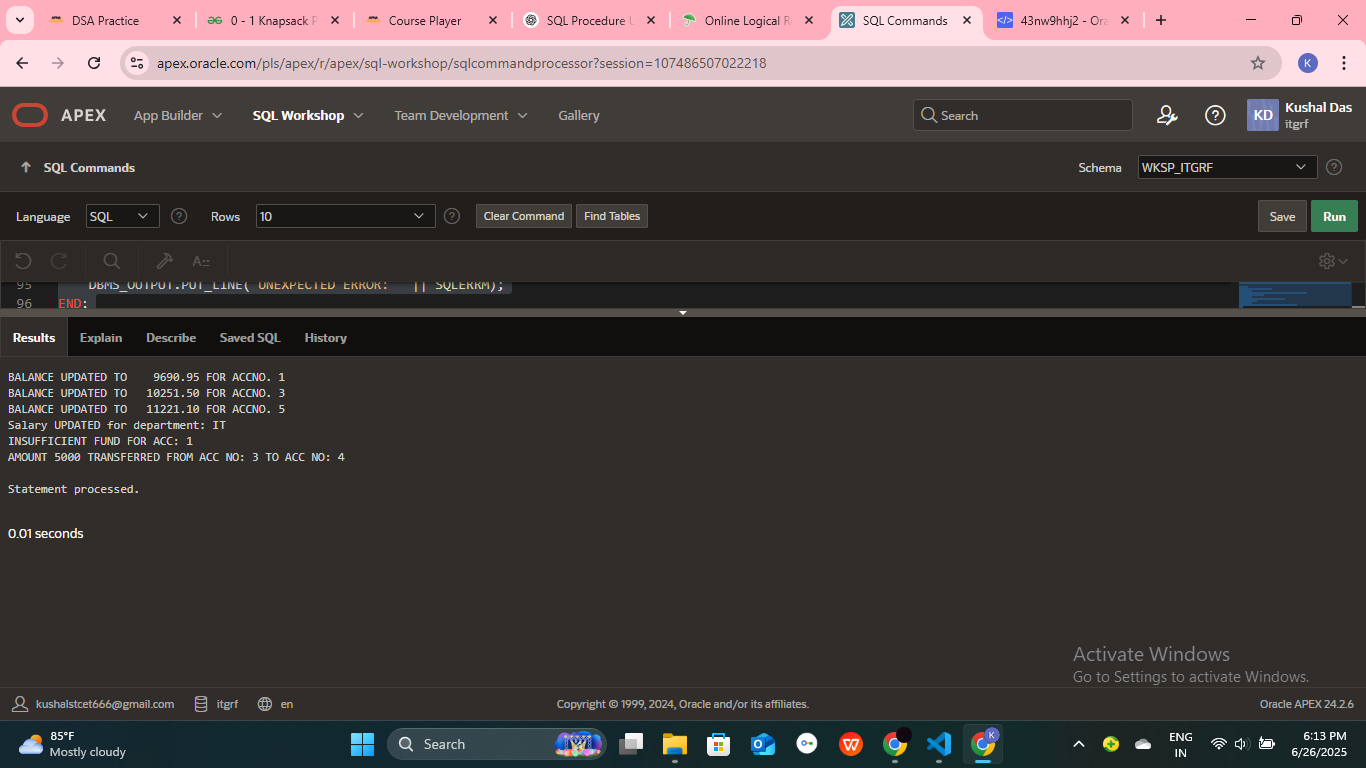 DSA Practice
0 - 1 Knapsack P
Course Player
SQL Procedure U
Online Logical R
SQL Commands
43nw9hhj2 - Ora
apex.oracle.com/pls/apex/r/apex/sql-workshop/sqlcommandprocessor?session=107486507022218
K
APEX
App Builder
SQL Workshop
Team Development
Gallery
Search
KD
Kushal Das
itgrf
SQL Commands
Schema
WKSP_ITGRF
Language
SQL
Rows
10
Clear Command
Find Tables
Save
Run
95 DBMS_OUTPUT.PUT_LINE( UNEXPECTED ERROR: || SQLERRM);
96 END;
Results
Explain
Describe
Saved SQL
History
BALANCE UPDATED TO    9690.95 FOR ACCNO. 1
BALANCE UPDATED TO   10251.50 FOR ACCNO. 3
BALANCE UPDATED TO   11221.10 FOR ACCNO. 5
Salary UPDATED for department: IT
INSUFFICIENT FUND FOR ACC: 1
AMOUNT 5000 TRANSFERRED FROM ACC NO: 3 TO ACC NO: 4
Statement processed.
0.01 seconds
Activate Windows
Go to Settings to activate Windows.
kushalstcet666@gmail.com
itgrf
en
Copyright © 1999, 2024, Oracle and/or its affiliates.
Oracle APEX 24.2.6
85°F
Mostly cloudy
Search
ENG
IN
6:13 PM
6/26/2025